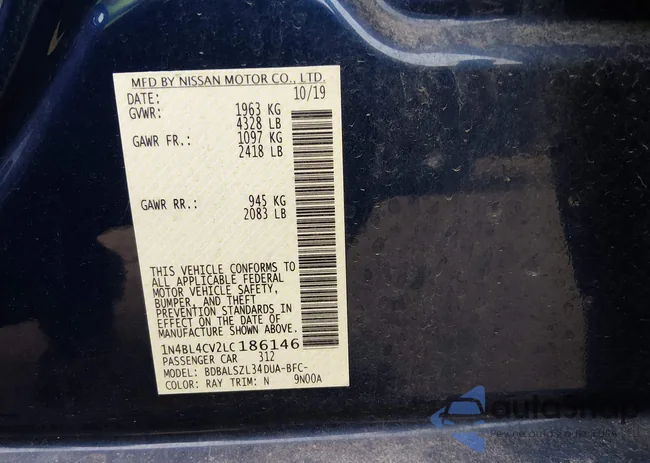 MFD BY NISSAN MOTOR CO., LTD.
DATE: 10/19
GVWR: 1963 KG
4328 LB
GAWR FR.: 1097 KG
2418 LB
GAWR RR.: 945 KG
2083 LB
THIS VEHICLE CONFORMS TO
ALL APPLICABLE FEDERAL
MOTOR VEHICLE SAFETY,
BUMPER, AND THEFT
PREVENTION STANDARDS IN
EFFECT ON THE DATE OF
MANUFACTURE SHOWN ABOVE.
1N4BL4CV2LC186146
PASSENGER CAR 312
MODEL: BDBALSZL34DUA-BFC-
COLOR: RAY TRIM: N 9N00A